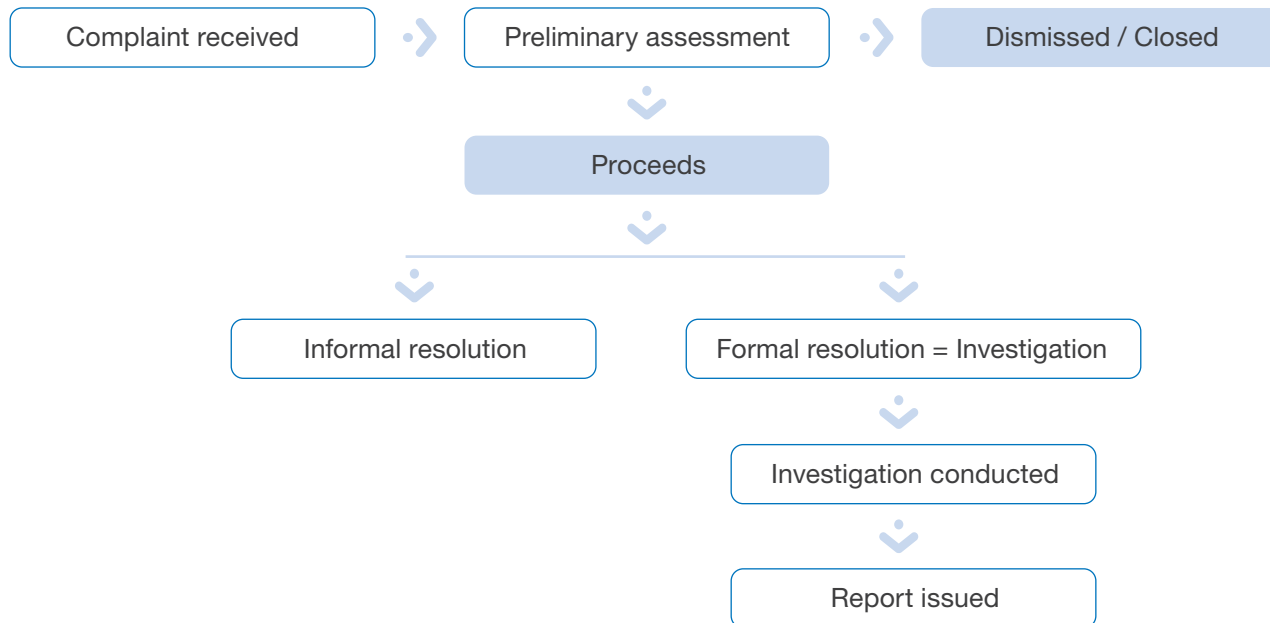 Complaint received
Preliminary assessment
Dismissed / Closed
Proceeds
Informal resolution
Formal resolution = Investigation
Investigation conducted
Report issued